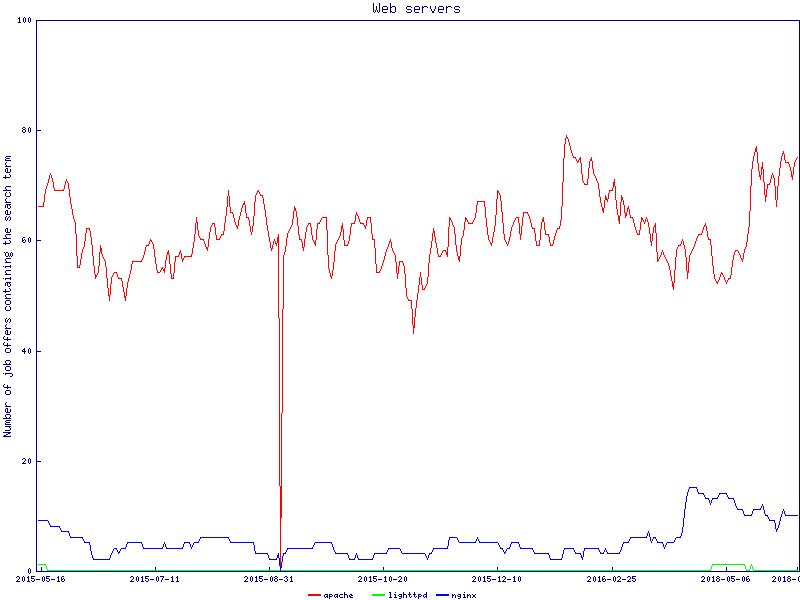 Web servers
Number of job offers containing the search term
100
80
60
40
20
0
2015-05-16 2015-07-11 2015-08-31 2015-10-20 2015-12-10 2016-02-25 2018-05-06 2018-0
apache lighttpd nginx